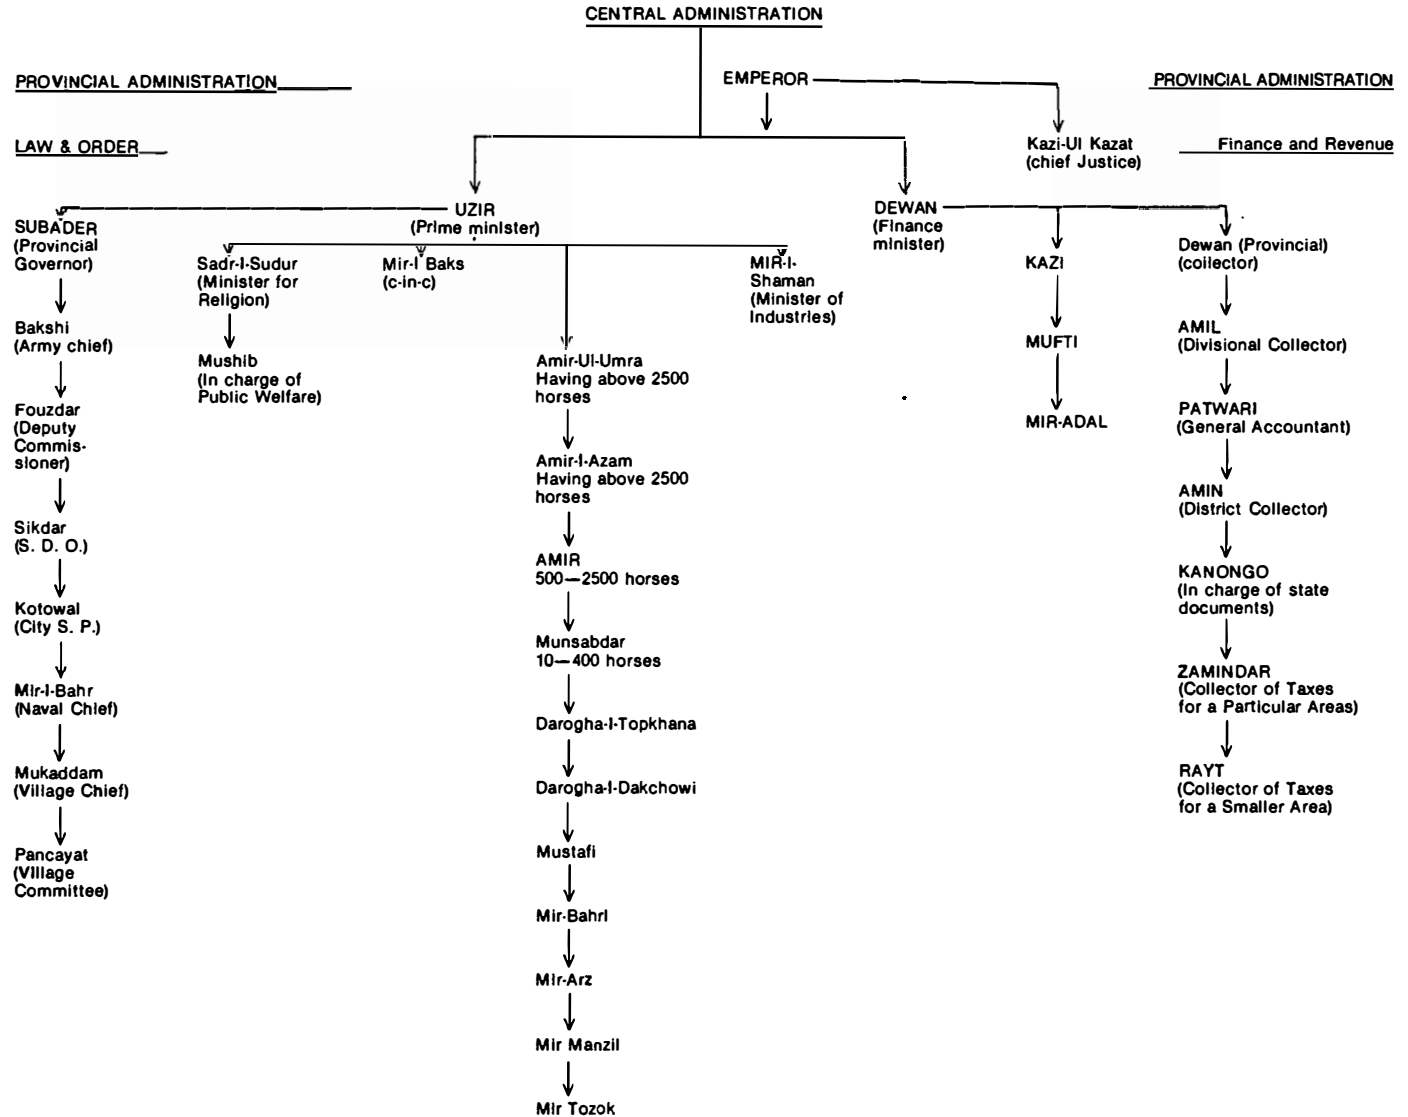 CENTRAL ADMINISTRATION
PROVINCIAL ADMINISTRATION
EMPEROR
PROVINCIAL ADMINISTRATION
LAW & ORDER
Kazi-Ul Kazat
(chief Justice)
Finance and Revenue
SUBADER
(Provincial
Governor)
Bakshi
(Army chief)
Fouzdar
(Deputy
Commis-
sioner)
Sikdar
(S. D. O.)
Kotowal
(City S. P.)
Mir-I-Bahr
(Naval Chief)
Mukaddam
(Village Chief)
Pancayat
(Village
Committee)
UZIR
(Prime minister)
Sadr-I-Sudur
(Minister for
Religion)
Mushib
(In charge of
Public Welfare)
Mir-I Baks
(c-in-c)
Amir-Ul-Umra
Having above 2500
horses
Amir-I-Azam
Having above 2500
horses
AMIR
500—2500 horses
Munsabdar
10—400 horses
Darogha-I-Topkhana
Darogha-I-Dakchowi
Mustafi
Mir-Bahri
Mir-Arz
Mir Manzil
Mir Tozok
MIR-I-
Shaman
(Minister of
Industries)
DEWAN
(Finance
minister)
KAZI
MUFTI
MIR-ADAL
Dewan (Provincial)
(collector)
AMIL
(Divisional Collector)
PATWARI
(General Accountant)
AMIN
(District Collector)
KANONGO
(In charge of state
documents)
ZAMINDAR
(Collector of Taxes
for a Particular Areas)
RAYT
(Collector of Taxes
for a Smaller Area)